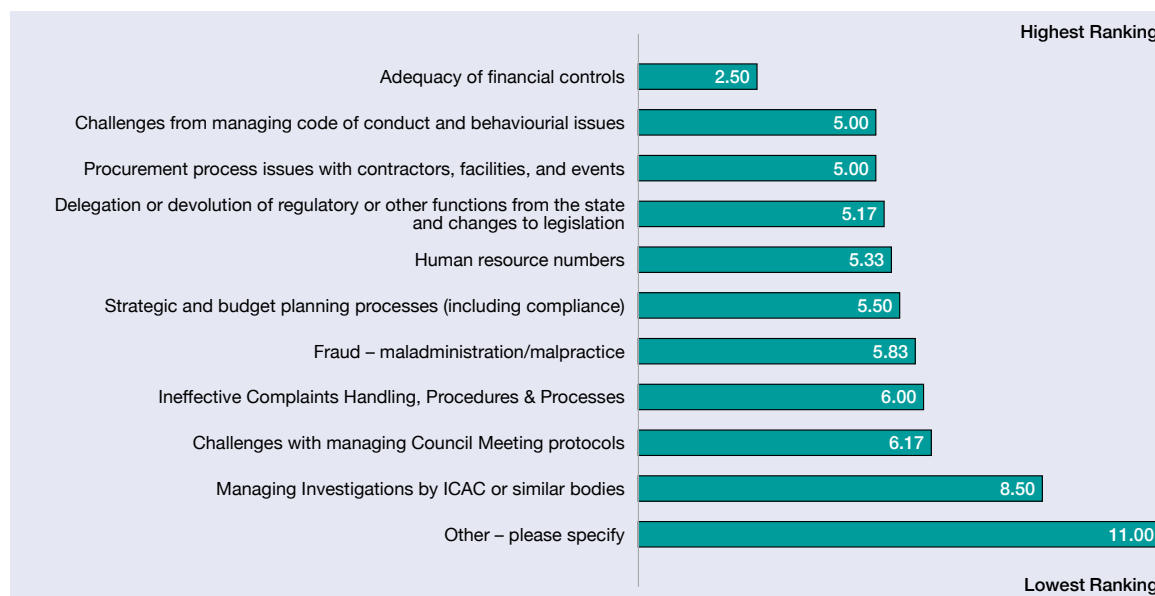 Highest Ranking
Adequacy of financial controls 2.50
Challenges from managing code of conduct and behaviourial issues 5.00
Procurement process issues with contractors, facilities, and events 5.00
Delegation or devolution of regulatory or other functions from the state
and changes to legislation 5.17
Human resource numbers 5.33
Strategic and budget planning processes (including compliance) 5.50
Fraud – maladministration/malpractice 5.83
Ineffective Complaints Handling, Procedures & Processes 6.00
Challenges with managing Council Meeting protocols 6.17
Managing Investigations by ICAC or similar bodies 8.50
Other – please specify 11.00
Lowest Ranking